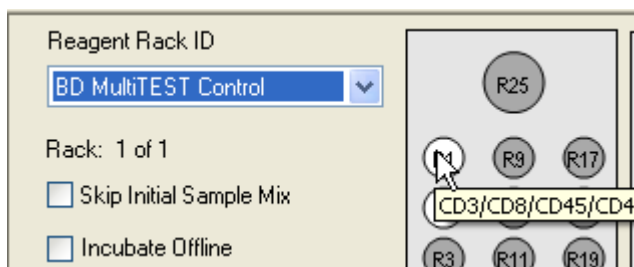 Reagent Rack ID
BD MultiTEST Control
Rack: 1 of 1
Skip Initial Sample Mix
Incubate Offline
R25
R9 R17
CD3/CD8/CD45/CD4
R3 R11 R19